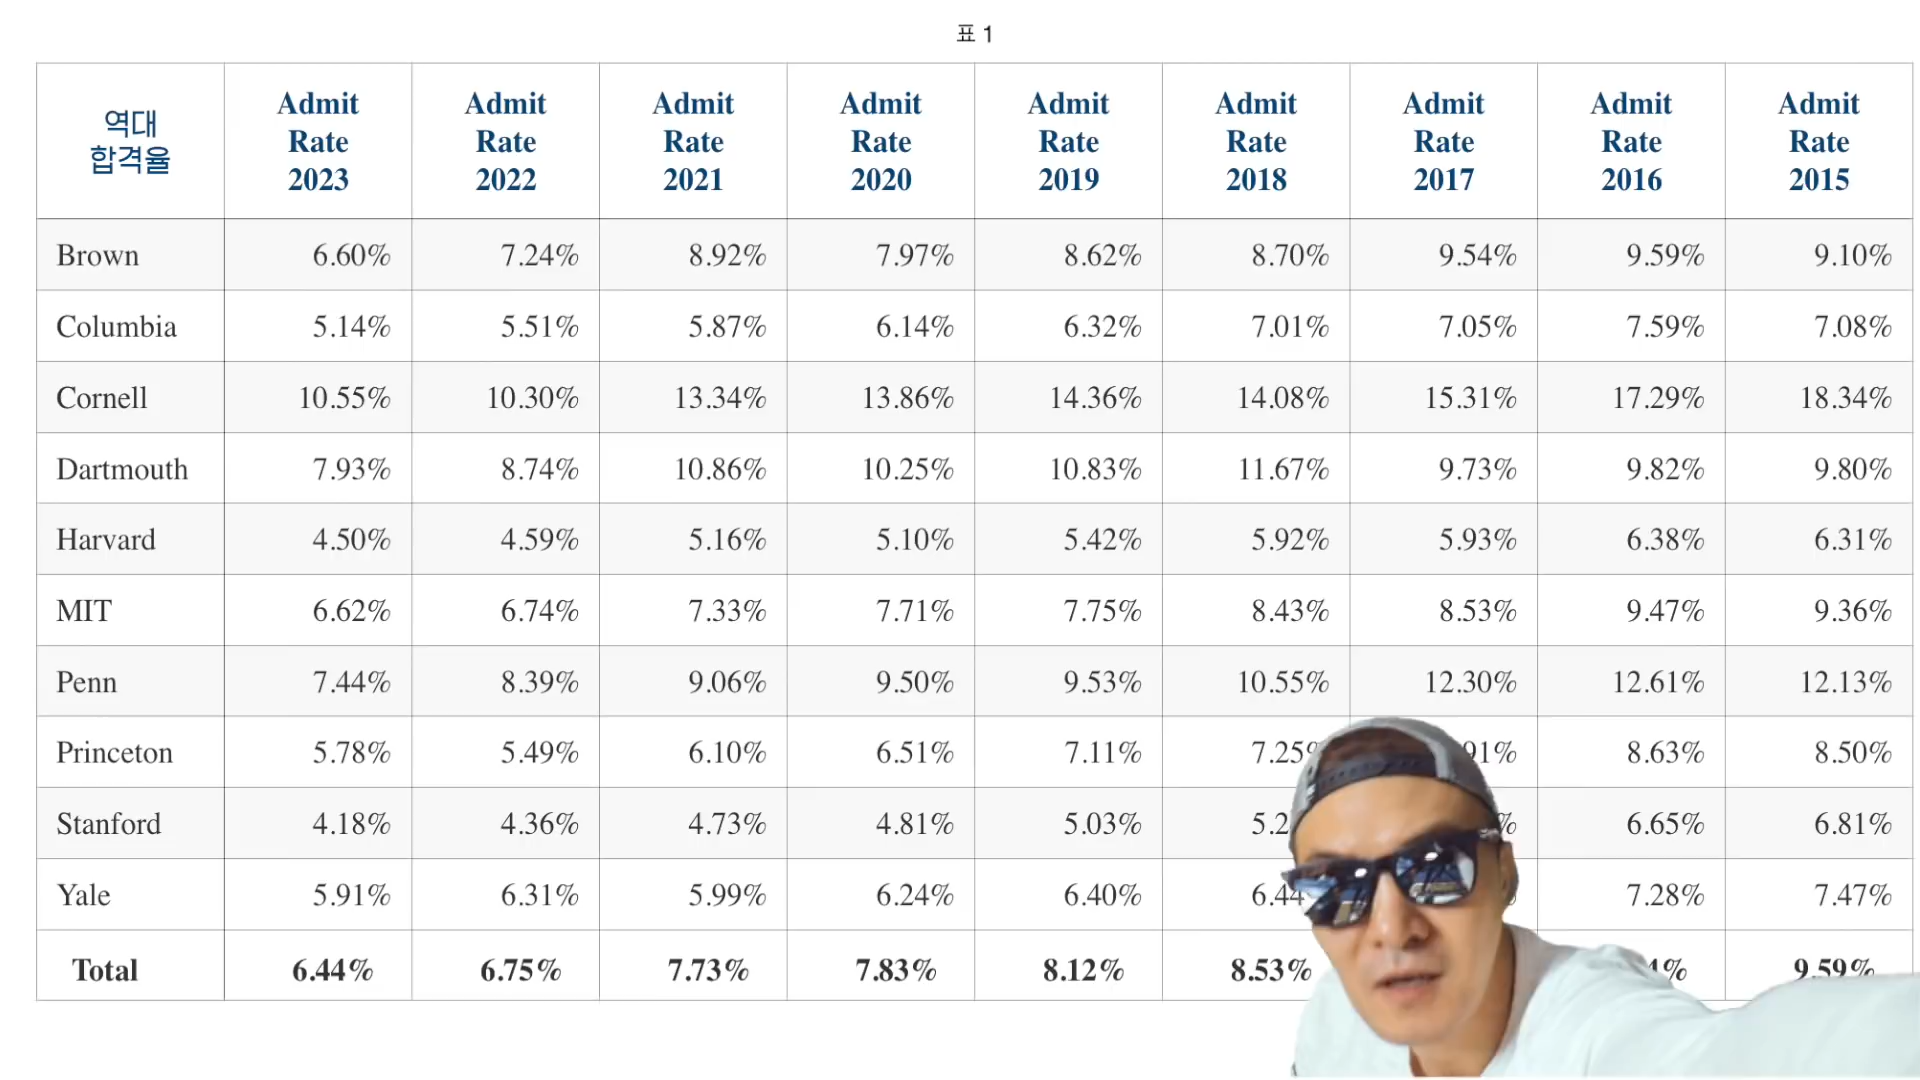 표 1
역대 합격율 Admit Rate 2023 Admit Rate 2022 Admit Rate 2021 Admit Rate 2020 Admit Rate 2019 Admit Rate 2018 Admit Rate 2017 Admit Rate 2016 Admit Rate 2015
Brown 6.60% 7.24% 8.92% 7.97% 8.62% 8.70% 9.54% 9.59% 9.10%
Columbia 5.14% 5.51% 5.87% 6.14% 6.32% 7.01% 7.05% 7.59% 7.08%
Cornell 10.55% 10.30% 13.34% 13.86% 14.36% 14.08% 15.31% 17.29% 18.34%
Dartmouth 7.93% 8.74% 10.86% 10.25% 10.83% 11.67% 9.73% 9.82% 9.80%
Harvard 4.50% 4.59% 5.16% 5.10% 5.42% 5.92% 5.93% 6.38% 6.31%
MIT 6.62% 6.74% 7.33% 7.71% 7.75% 8.43% 8.53% 9.47% 9.36%
Penn 7.44% 8.39% 9.06% 9.50% 9.53% 10.55% 12.30% 12.61% 12.13%
Princeton 5.78% 5.49% 6.10% 6.51% 7.11% 7.25% 8.63% 8.50%
Stanford 4.18% 4.36% 4.73% 4.81% 5.03% 6.65% 6.81%
Yale 5.91% 6.31% 5.99% 6.24% 6.40% 6.44 7.28% 7.47%
Total 6.44% 6.75% 7.73% 7.83% 8.12% 8.53% 9.59%